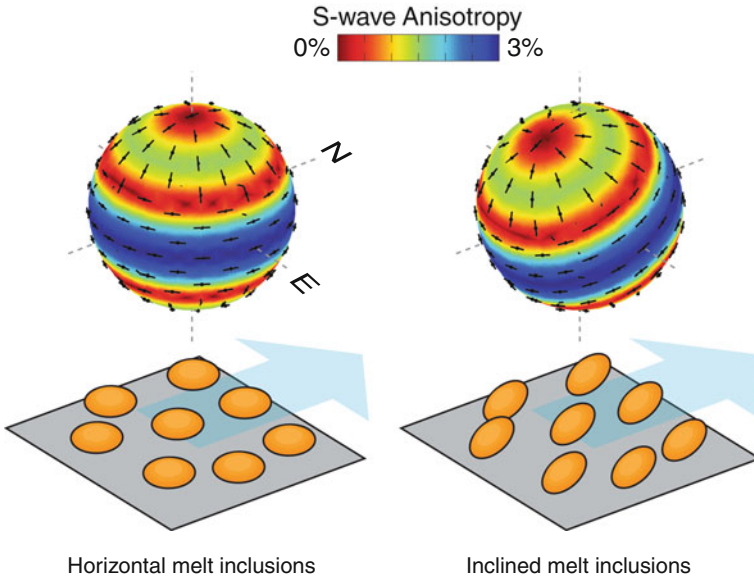 S-wave Anisotropy
0% 3%
N
E
Horizontal melt inclusions
Inclined melt inclusions